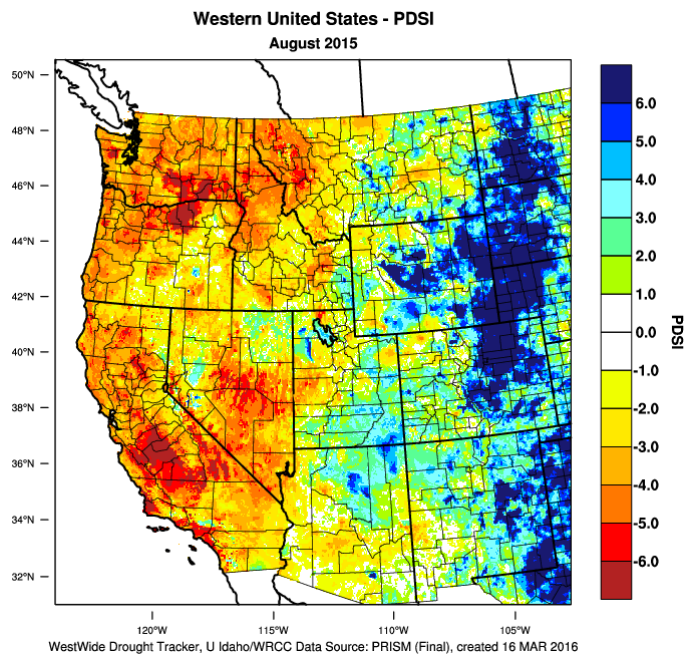 Western United States - PDSI
August 2015
50°N
48°N
46°N
44°N
42°N
40°N
38°N
36°N
34°N
32°N
120°W
115°W
110°W
105°W
6.0
5.0
4.0
3.0
2.0
1.0
0.0
-1.0
-2.0
-3.0
-4.0
-5.0
-6.0
PDSI
WestWide Drought Tracker, U Idaho/WRCC Data Source: PRISM (Final), created 16 MAR 2016